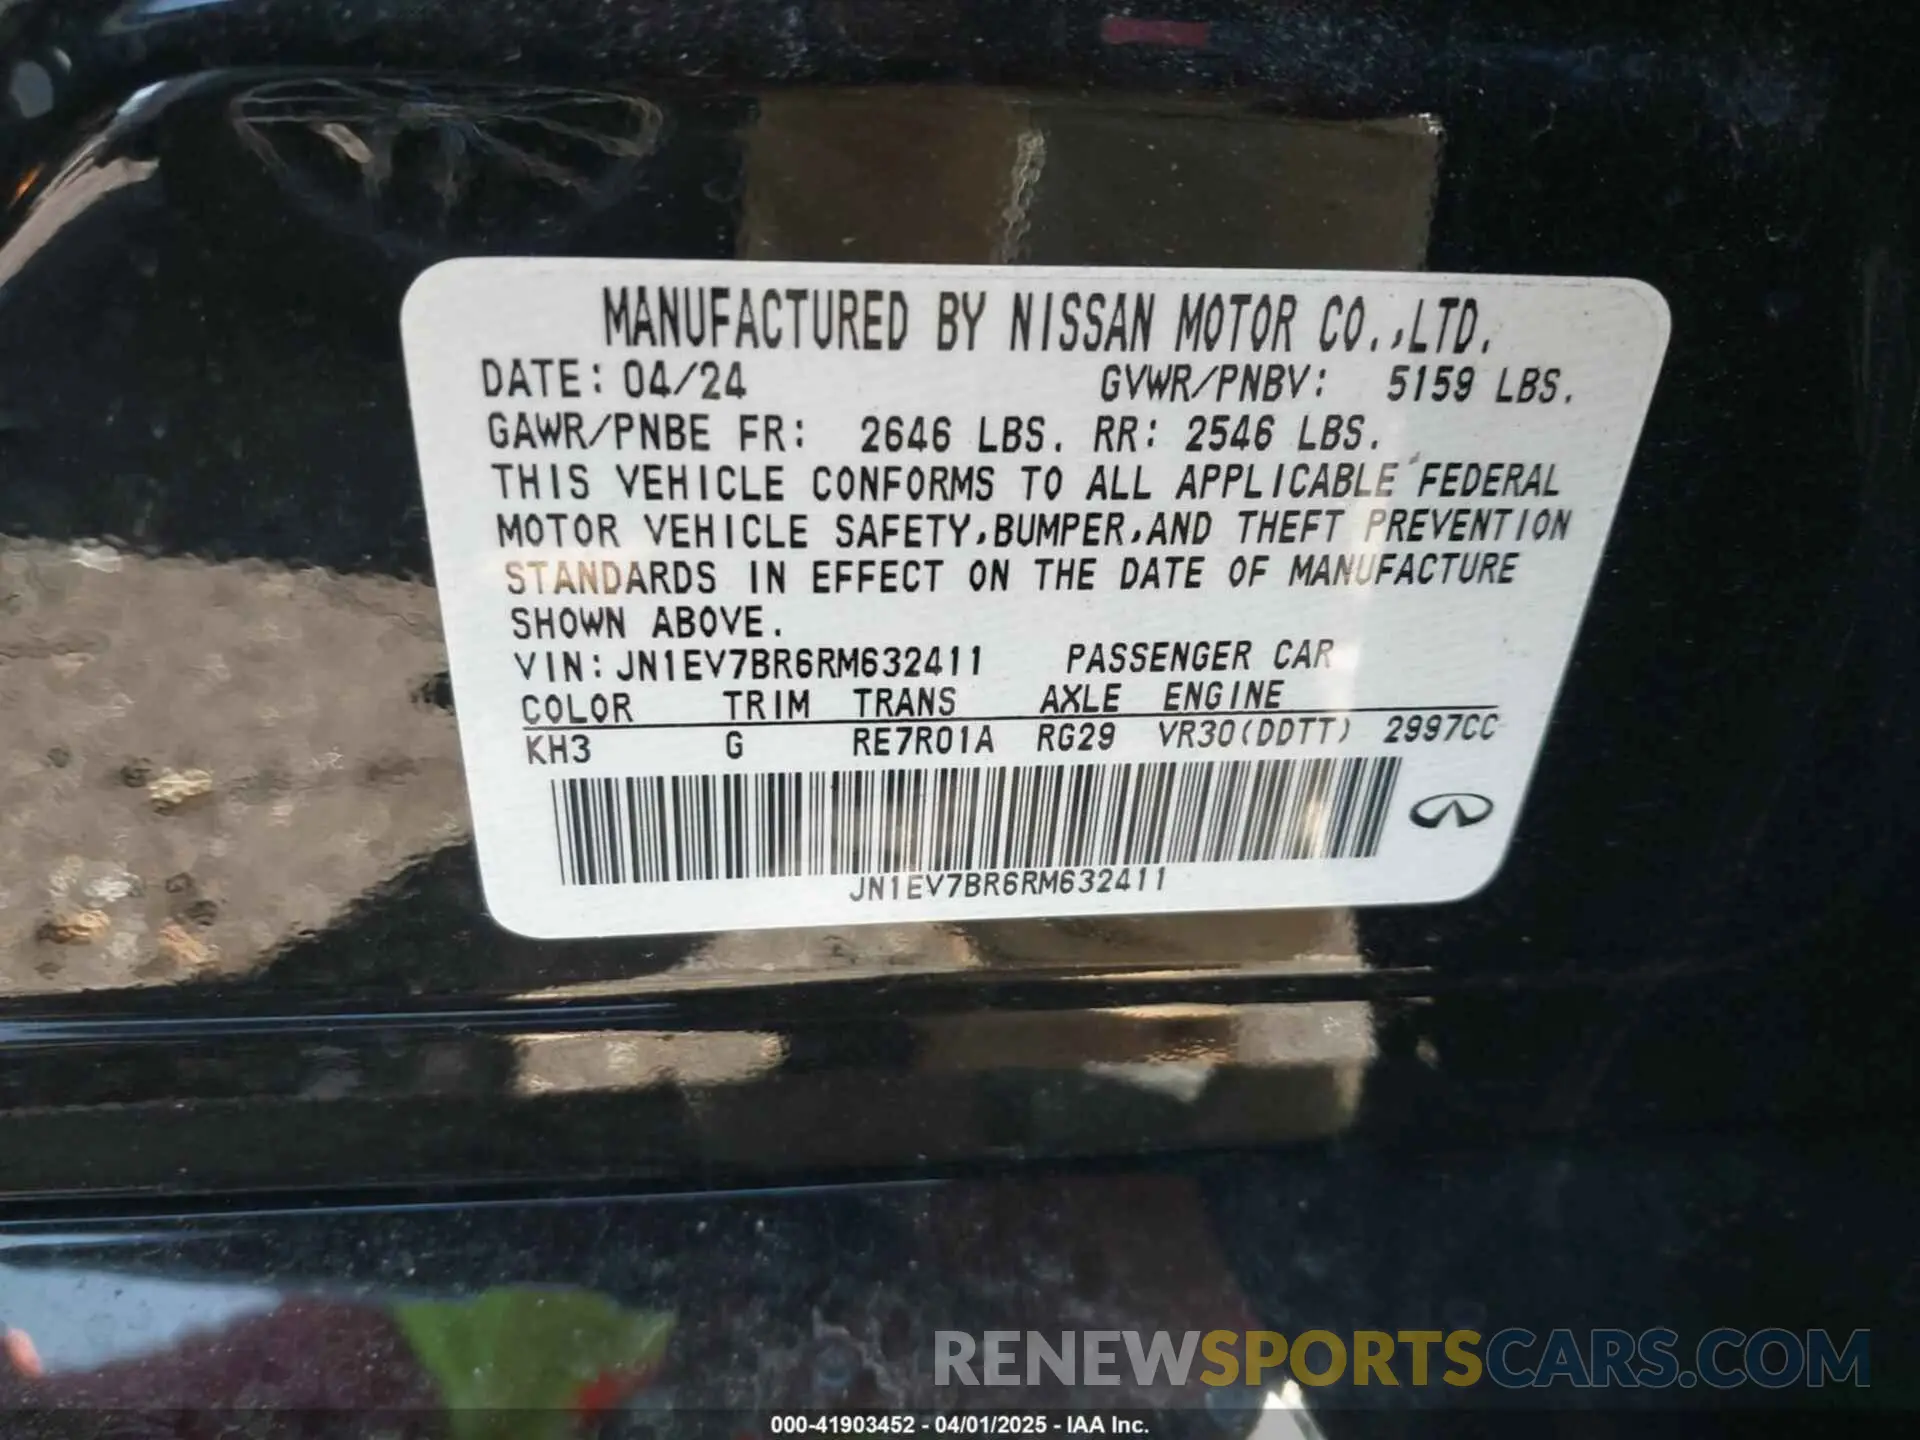 MANUFACTURED BY NISSAN MOTOR CO.,LTD.
DATE: 04/24 GVWR/PNBV: 5159 LBS.
GAWR/PNBE FR: 2646 LBS. RR: 2546 LBS.
THIS VEHICLE CONFORMS TO ALL APPLICABLE FEDERAL
MOTOR VEHICLE SAFETY,BUMPER,AND THEFT PREVENTION
STANDARDS IN EFFECT ON THE DATE OF MANUFACTURE
SHOWN ABOVE.
VIN:JN1EV7BR6RM632411 PASSENGER CAR
COLOR TRIM TRANS AXLE ENGINE
KH3 G RE7R01A RG29 VR30(DDTT) 2997CC
JN1EV7BR6RM632411
RENEWSPORTSCARS.COM
000-41903452 - 04/01/2025 - IAA Inc.